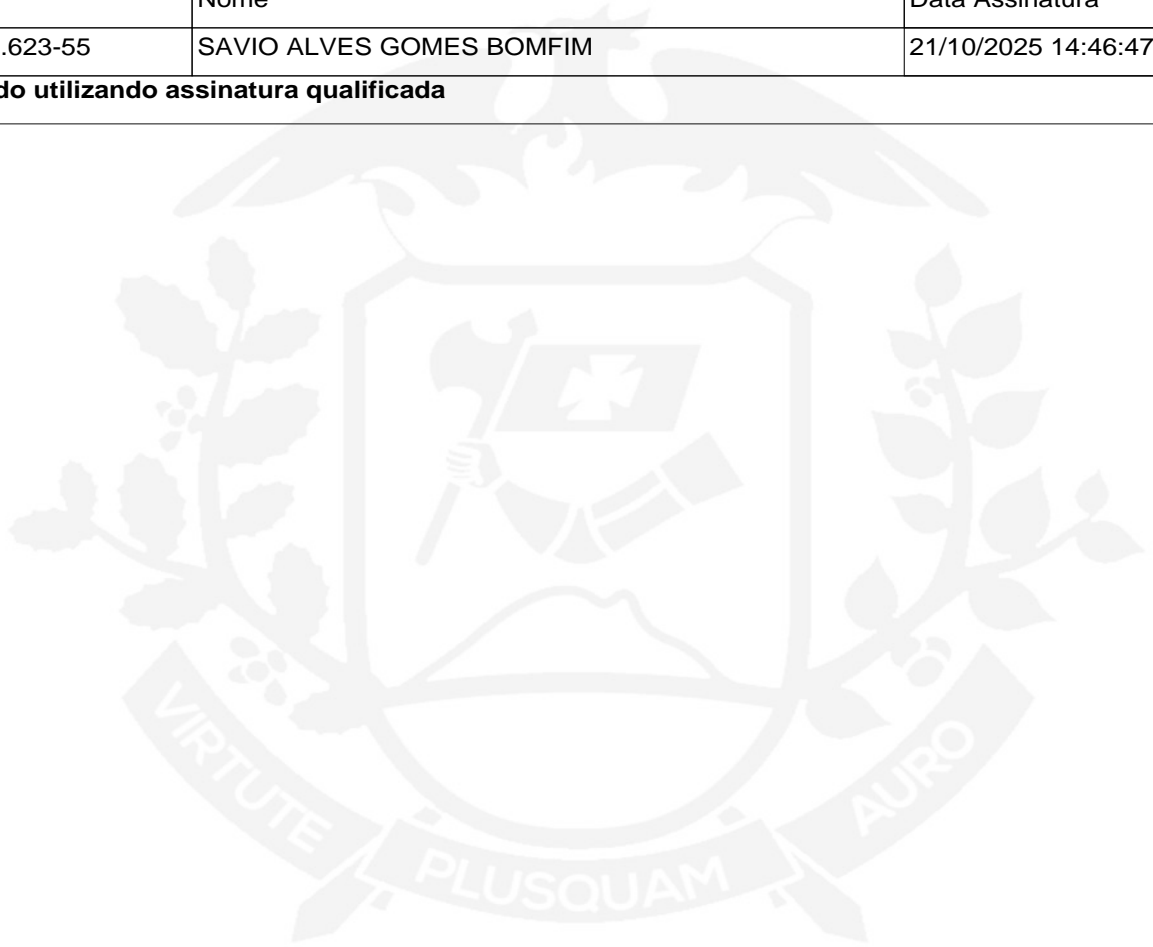 Nome Data Assinatura
.623-55 SAVIO ALVES GOMES BOMFIM 21/10/2025 14:46:47
do utilizando assinatura qualificada
VIRTUTE PLUSQUAM AURO